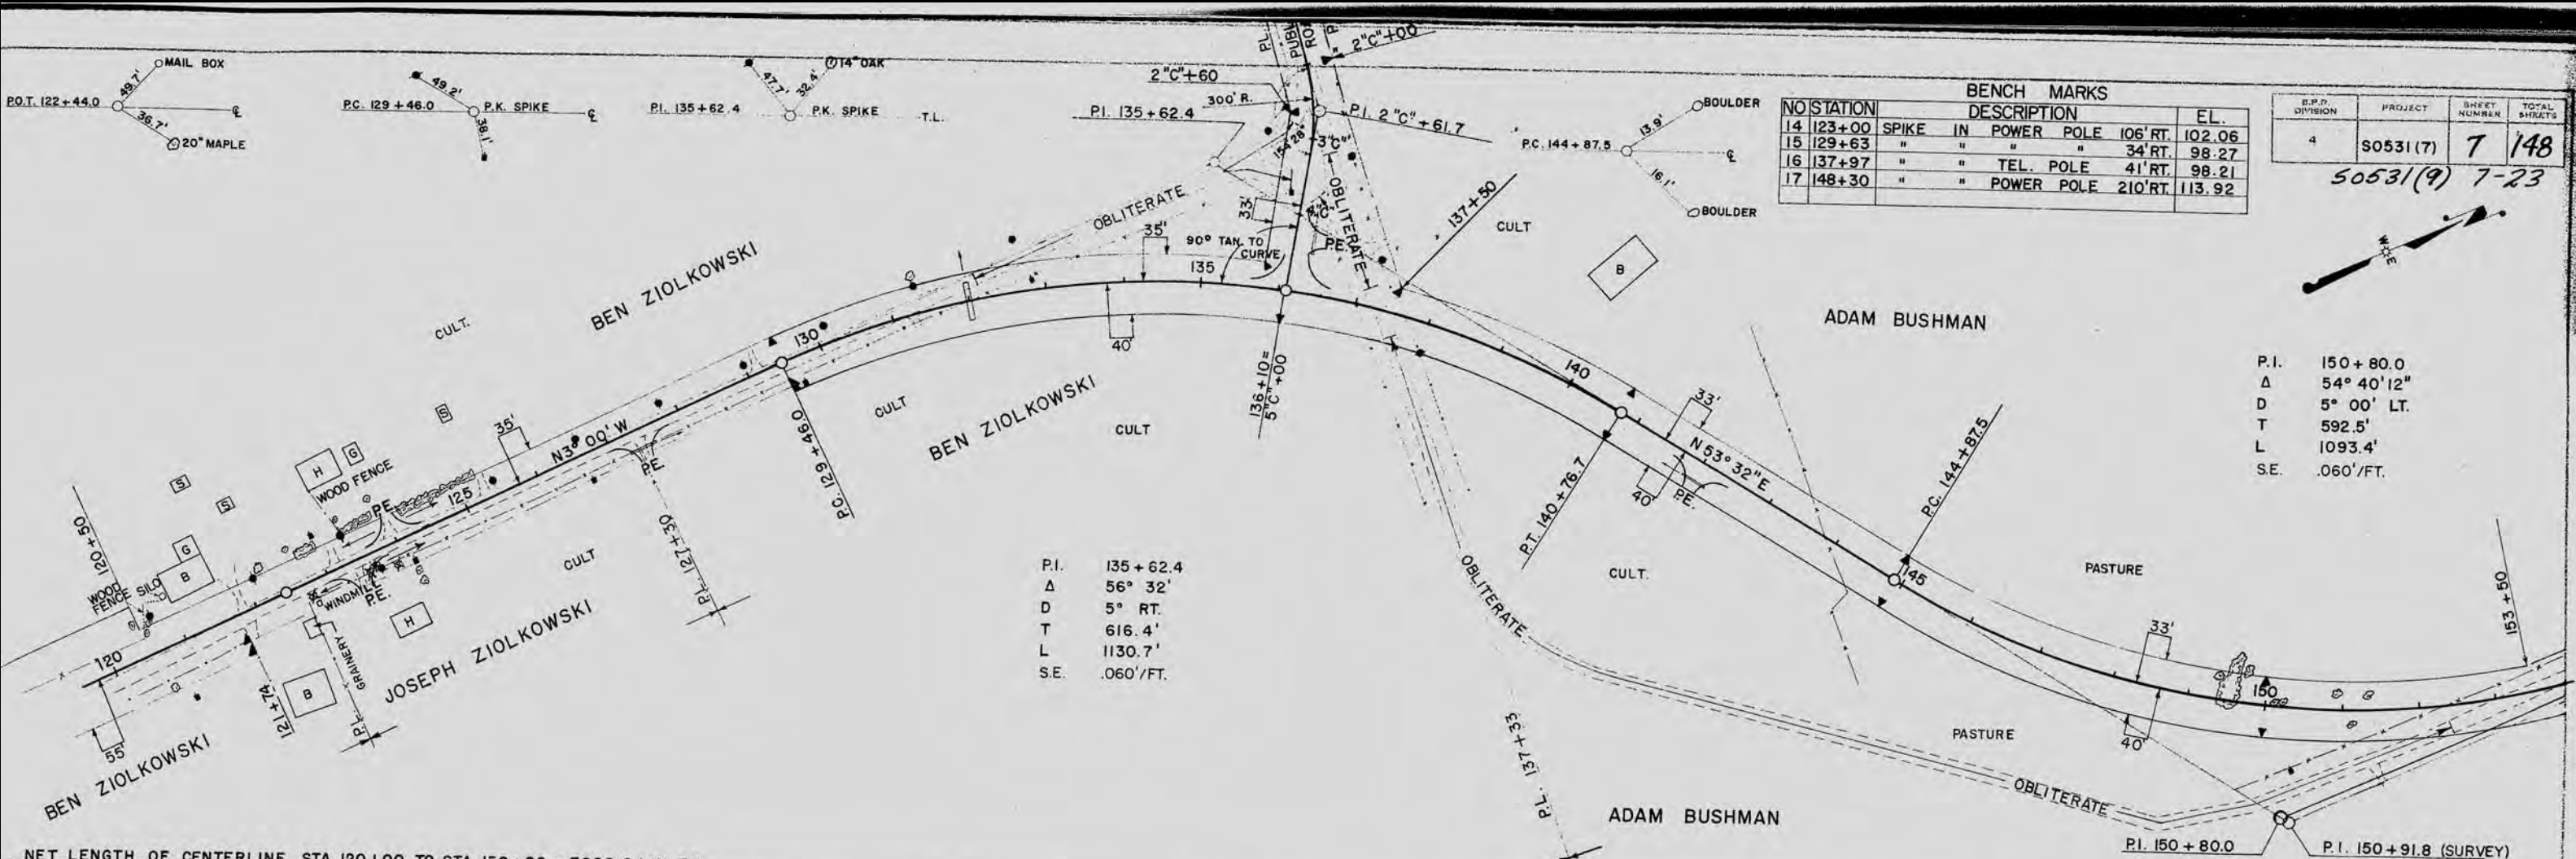 MAIL BOX
49.7'
P.O.T. 122+44.0
℄
36.7'
20" MAPLE
49.2'
P.C. 129+46.0
P.K. SPIKE
℄
38.1'
14" OAK
47.7'
32.4'
P.I. 135+62.4
P.K. SPIKE
T.L.
P.L.
2"C"+00
2"C"+60
300' R.
P.I. 135+62.4
P.I. 2"C"+61.7
3"C"
33'
BOULDER
13.9'
P.C. 144+87.5
℄
16.1'
BOULDER
BENCH MARKS
NO STATION DESCRIPTION EL.
14 123+00 SPIKE IN POWER POLE 106' RT. 102.06
15 129+63 " " " " 34' RT. 98.27
16 137+97 " " TEL. POLE 41' RT. 98.21
17 148+30 " " POWER POLE 210' RT. 113.92
B.P.R. DIVISION PROJECT SHEET NUMBER TOTAL SHEETS
4 S0531(7) 7 148
S0531(9) 7-23
W
E
OBLITERATE
OBLITERATE
35'
90° TAN. TO
CURVE
P.E.
137+50
CULT
B
ADAM BUSHMAN
BEN ZIOLKOWSKI
CULT.
135
130
40'
136+10=
5"C"+00
140
33'
N 53° 32" E
40'
P.E.
P.T. 140+76.7
P.C. 144+87.5
145
P.I. 150+80.0
Δ 54° 40' 12"
D 5° 00' LT.
T 592.5'
L 1093.4'
S.E. .060'/FT.
S
35'
N3° 00' W
P.E.
P.C. 129+46.0
CULT
BEN ZIOLKOWSKI
CULT
H
G
WOOD FENCE
S
S
P.E.
125
120+50
G
B
WOOD
FENCE
SILO
WINDMILL
P.E.
H
CULT
P.L. 127+30
120
GRAINERY
B
JOSEPH ZIOLKOWSKI
121+74
P.L.
55'
BEN ZIOLKOWSKI
P.I. 135+62.4
Δ 56° 32'
D 5° RT.
T 616.4'
L 1130.7'
S.E. .060'/FT.
OBLITERATE
CULT.
PASTURE
153+50
33'
150
PASTURE
40'
P.L. 137+33
OBLITERATE
ADAM BUSHMAN
P.I. 150+80.0
P.I. 150+91.8 (SURVEY)